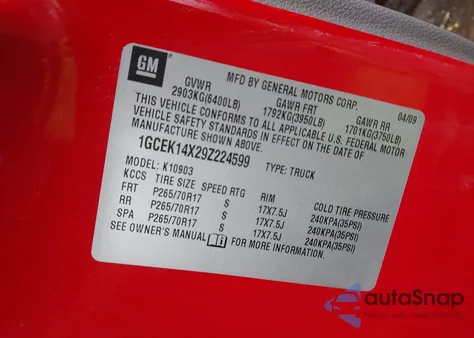 GM
MFD BY GENERAL MOTORS CORP. 04/09
GVWR GAWR FRT GAWR RR
2903KG(6400LB) 1792KG(3950LB) 1701KG(3750LB)
THIS VEHICLE CONFORMS TO ALL APPLICABLE U.S. FEDERAL MOTOR
VEHICLE SAFETY STANDARDS IN EFFECT ON THE DATE OF
MANUFACTURE SHOWN ABOVE.
1GCEK14X29Z224599 TYPE: TRUCK
MODEL: K10903
KCCS TIRE SIZE SPEED RTG RIM COLD TIRE PRESSURE
FRT P265/70R17 S 17X7.5J 240KPA(35PSI)
RR P265/70R17 S 17X7.5J 240KPA(35PSI)
SPA P265/70R17 S 17X7.5J 240KPA(35PSI)
SEE OWNER'S MANUAL FOR MORE INFORMATION.
autoSnap